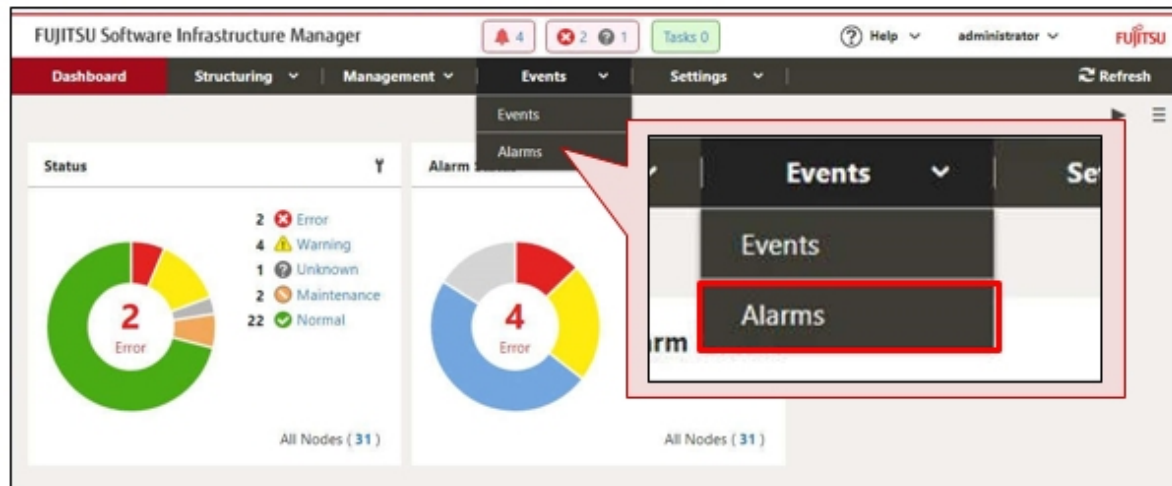 FUJITSU Software Infrastructure Manager 4 2 1 Tasks 0 Help administrator FUJITSU
Dashboard Structuring Management Events Settings Refresh
Events
Alarms
Status
2 Error
4 Warning
1 Unknown
2 Maintenance
22 Normal
2
Error
All Nodes ( 31 )
Alarm
4
Error
All Nodes ( 31 )
Events
Events
Alarms